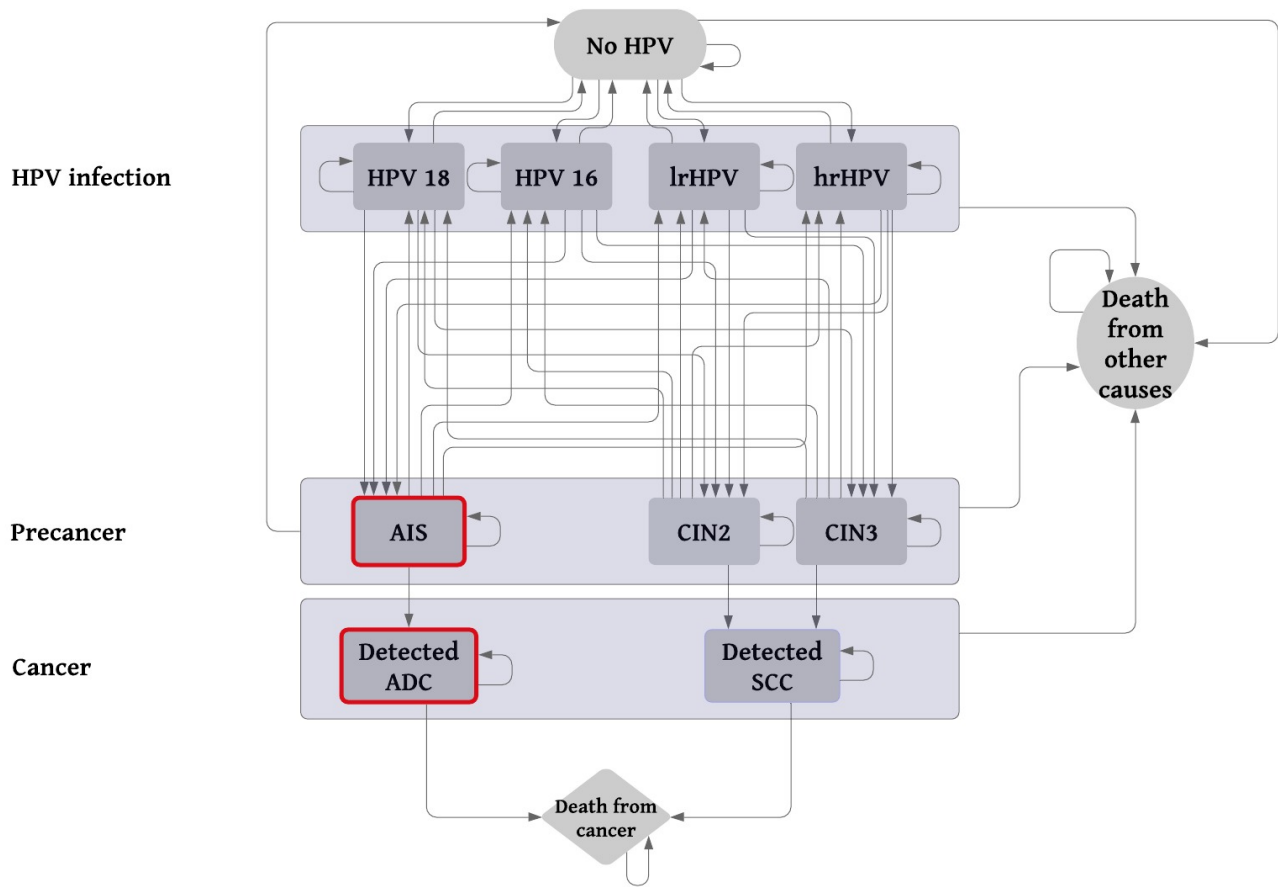 No HPV
HPV infection
HPV 18
HPV 16
lrHPV
hrHPV
Death
from
other
causes
Precancer
AIS
CIN2
CIN3
Cancer
Detected
ADC
Detected
SCC
Death from
cancer